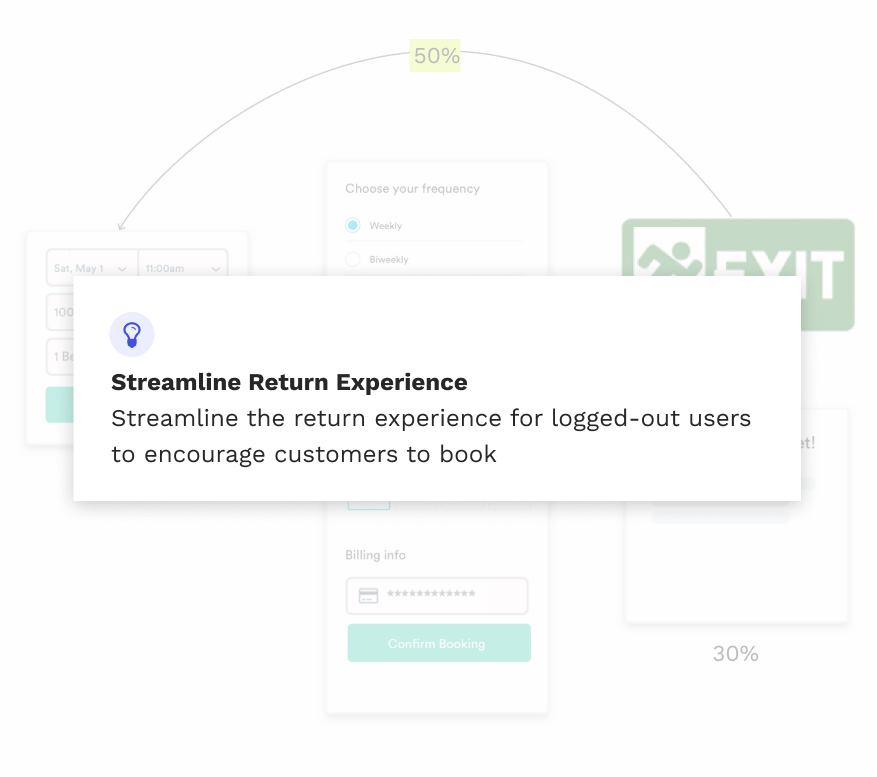 50%
Choose your frequency
Weekly
Biweekly
Sat, May 1
11:00am
100
1 Be
EXIT
Streamline Return Experience
Streamline the return experience for logged-out users
to encourage customers to book
et!
Billing info
************
Confirm Booking
30%